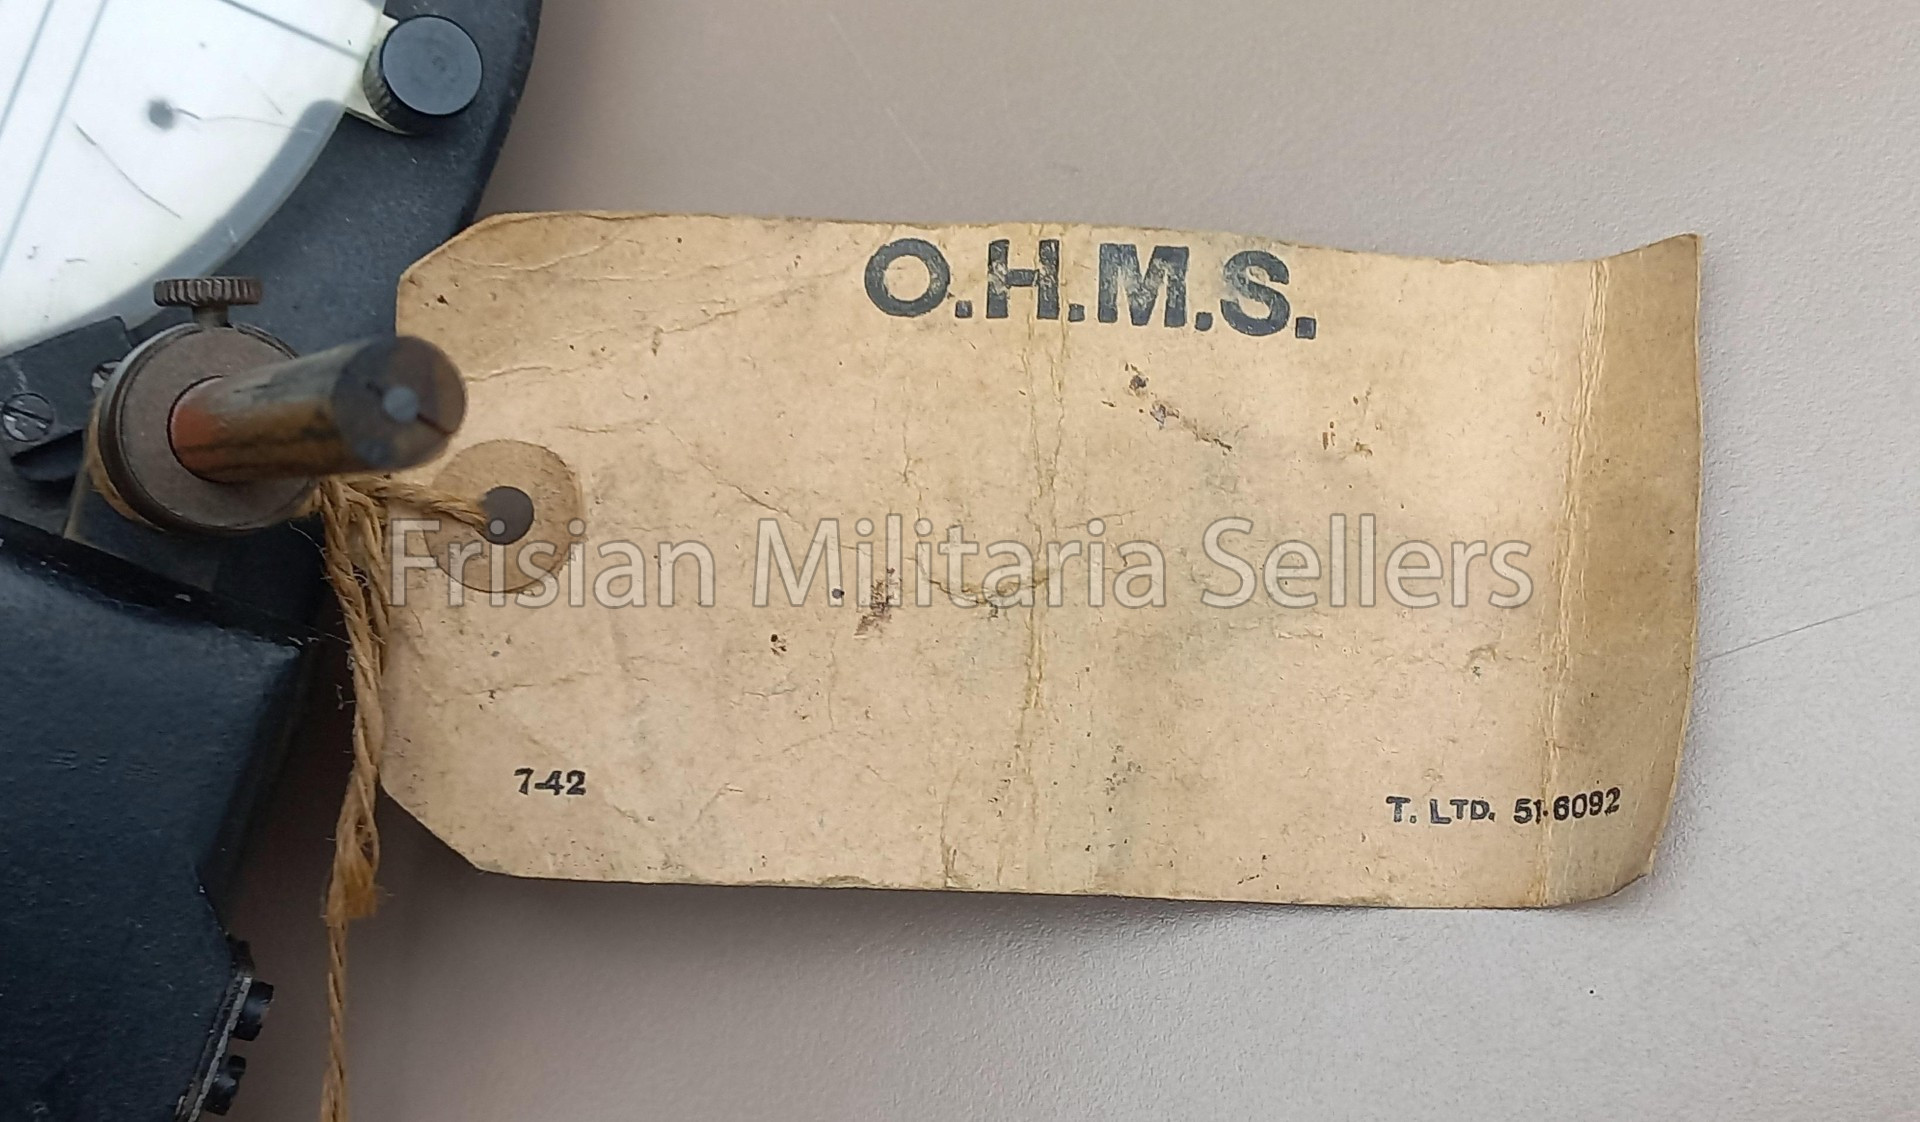 O.H.M.S.
Frisian Militaria Sellers
7-42
T. LTD. 51-6092